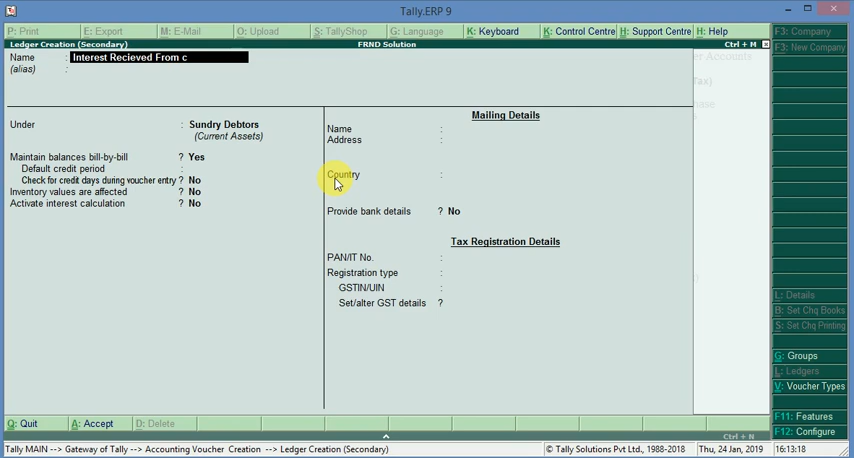 Tally.ERP 9
P: Print E: Export M: E-Mail O: Upload S: TallyShop G: Language K: Keyboard K: Control Centre H: Support Centre H: Help
F3: Company
Ledger Creation (Secondary) FRND Solution Ctrl + M
F3: New Company
Name : Interest Recieved From c
(alias) :
Mailing Details
Under : Sundry Debtors
(Current Assets)
Name :
Address :
Maintain balances bill-by-bill ? Yes
Default credit period :
Check for credit days during voucher entry ? No
Inventory values are affected ? No
Activate interest calculation ? No
Country :
Provide bank details ? No
Tax Registration Details
PAN/IT No. :
Registration type :
GSTIN/UIN :
Set/alter GST details ?
L: Details
B: Set Chq Books
S: Set Chq Printing
G: Groups
L: Ledgers
V: Voucher Types
F11: Features
F12: Configure
Q: Quit A: Accept D: Delete
Ctrl + N
Tally MAIN --> Gateway of Tally --> Accounting Voucher Creation --> Ledger Creation (Secondary) © Tally Solutions Pvt Ltd., 1988-2018 Thu, 24 Jan, 2019 16:13:18